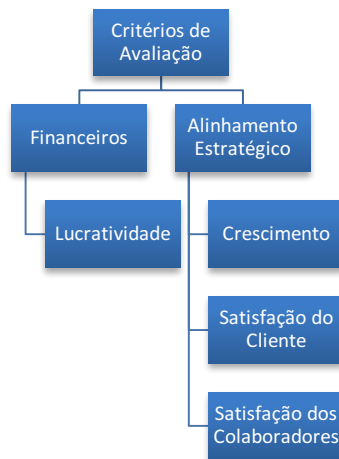 Critérios de
Avaliação
Financeiros
Alinhamento
Estratégico
Lucratividade
Crescimento
Satisfação do
Cliente
Satisfação dos
Colaboradores